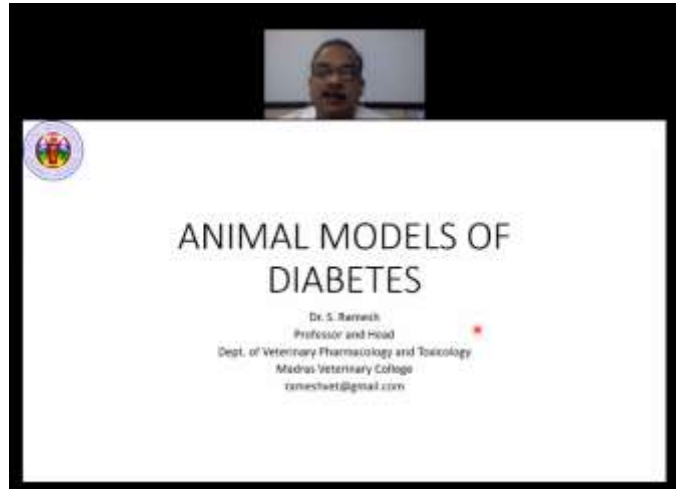 ANIMAL MODELS OF
DIABETES
Dr. S. Ramesh
Professor and Head
Dept. of Veterinary Pharmacology and Toxicology
Madras Veterinary College
rameshvet@gmail.com